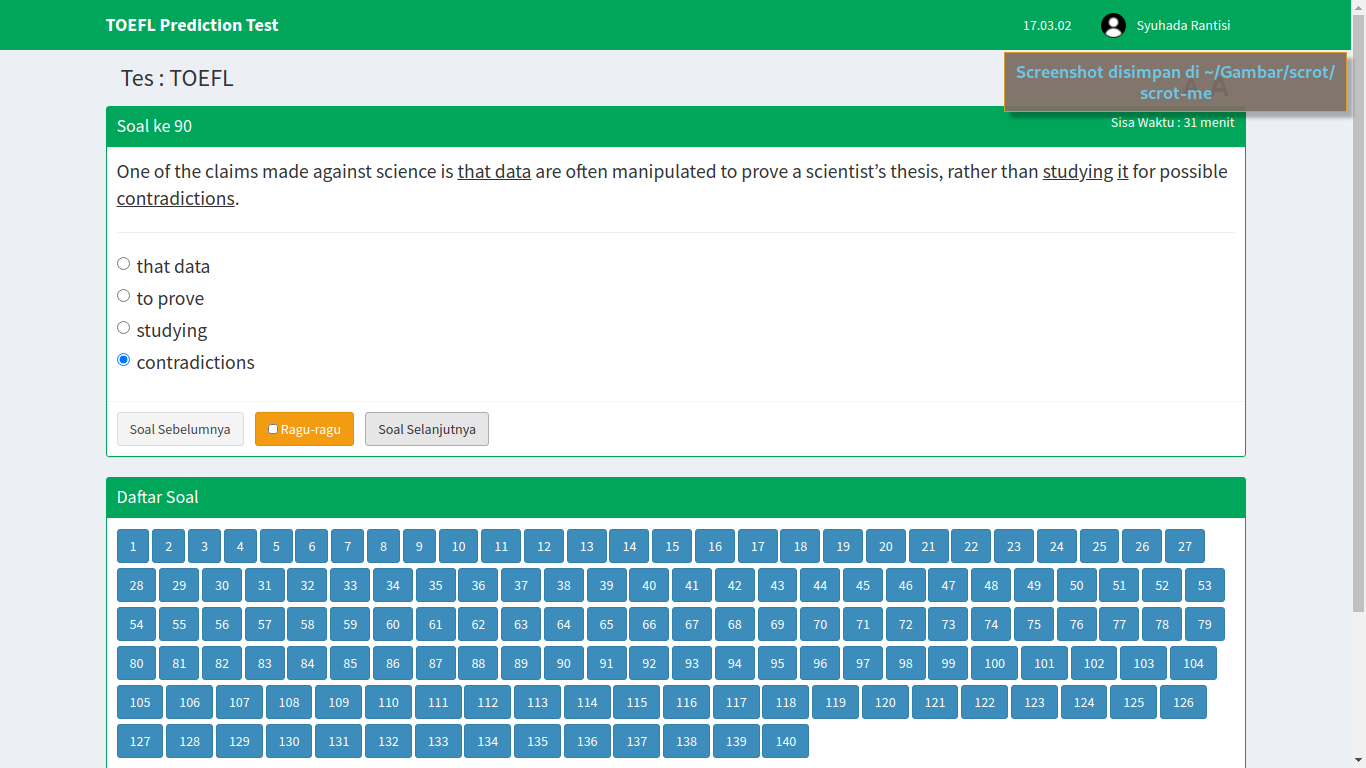 TOEFL Prediction Test
17.03.02
Syuhada Rantisi
Tes : TOEFL
Screenshot disimpan di ~/Gambar/scrot/
scrot-me
A
Soal ke 90
Sisa Waktu : 31 menit
One of the claims made against science is that data are often manipulated to prove a scientist’s thesis, rather than studying it for possible
contradictions.
that data
to prove
studying
contradictions
Soal Sebelumnya
Ragu-ragu
Soal Selanjutnya
Daftar Soal
1 2 3 4 5 6 7 8 9 10 11 12 13 14 15 16 17 18 19 20 21 22 23 24 25 26 27
28 29 30 31 32 33 34 35 36 37 38 39 40 41 42 43 44 45 46 47 48 49 50 51 52 53
54 55 56 57 58 59 60 61 62 63 64 65 66 67 68 69 70 71 72 73 74 75 76 77 78 79
80 81 82 83 84 85 86 87 88 89 90 91 92 93 94 95 96 97 98 99 100 101 102 103 104
105 106 107 108 109 110 111 112 113 114 115 116 117 118 119 120 121 122 123 124 125 126
127 128 129 130 131 132 133 134 135 136 137 138 139 140